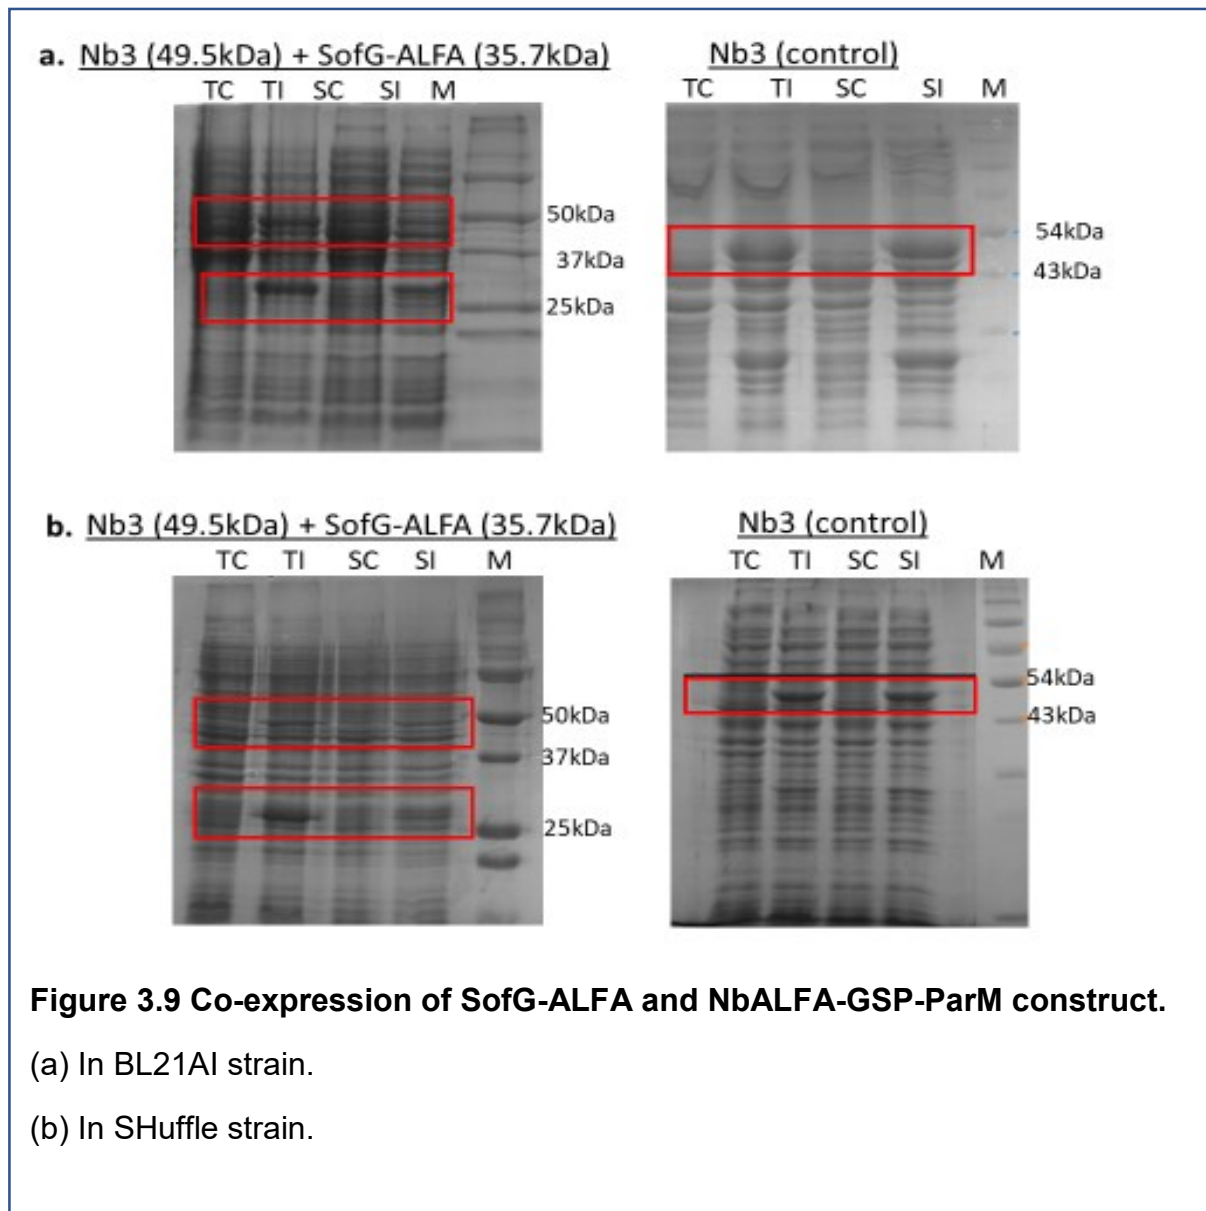 a. Nb3 (49.5kDa) + SofG-ALFA (35.7kDa)
TC TI SC SI M
50kDa
37kDa
25kDa
Nb3 (control)
TC TI SC SI M
54kDa
43kDa
b. Nb3 (49.5kDa) + SofG-ALFA (35.7kDa)
TC TI SC SI M
50kDa
37kDa
25kDa
Nb3 (control)
TC TI SC SI M
54kDa
43kDa
Figure 3.9 Co-expression of SofG-ALFA and NbALFA-GSP-ParM construct.
(a) In BL21AI strain.
(b) In SHuffle strain.